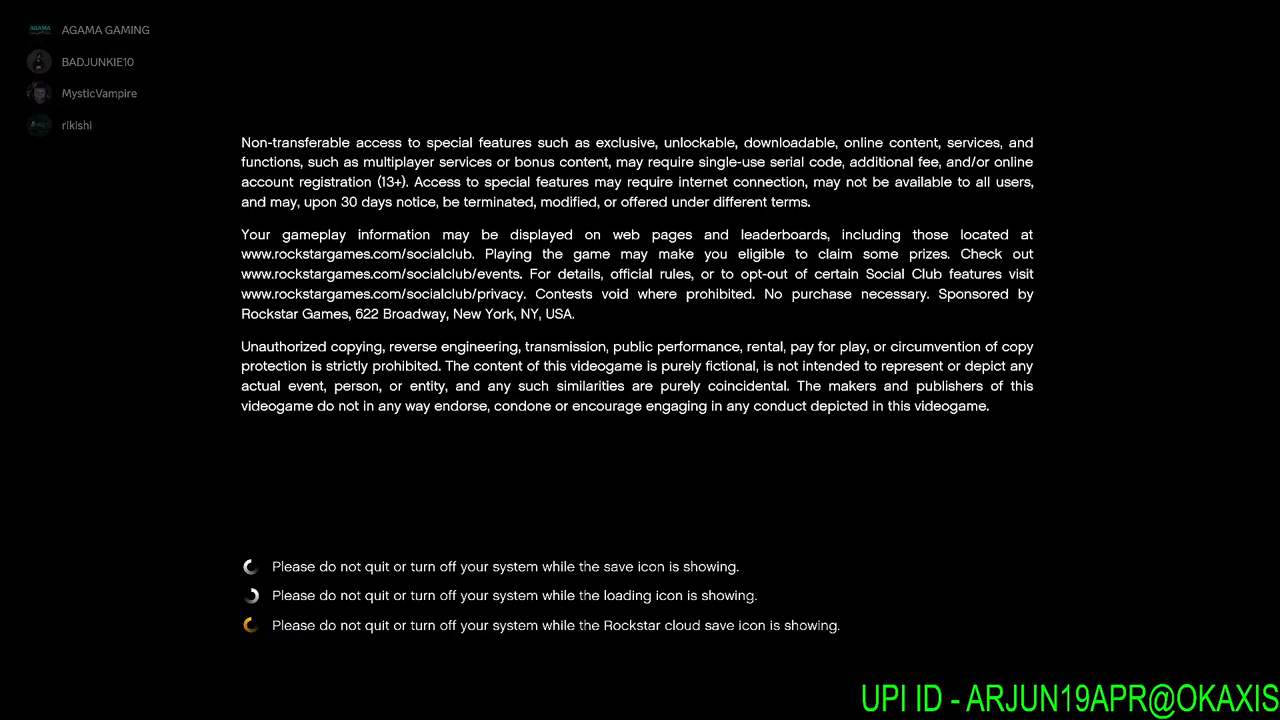 AGAMA AGAMA GAMING
BADJUNKIE10
MysticVampire
rIkIshi
Non-transferable access to special features such as exclusive, unlockable, downloadable, online content, services, and
functions, such as multiplayer services or bonus content, may require single-use serial code, additional fee, and/or online
account registration (13+). Access to special features may require internet connection, may not be available to all users,
and may, upon 30 days notice, be terminated, modified, or offered under different terms.
Your gameplay information may be displayed on web pages and leaderboards, including those located at
www.rockstargames.com/socialclub. Playing the game may make you eligible to claim some prizes. Check out
www.rockstargames.com/socialclub/events. For details, official rules, or to opt-out of certain Social Club features visit
www.rockstargames.com/socialclub/privacy. Contests void where prohibited. No purchase necessary. Sponsored by
Rockstar Games, 622 Broadway, New York, NY, USA.
Unauthorized copying, reverse engineering, transmission, public performance, rental, pay for play, or circumvention of copy
protection is strictly prohibited. The content of this videogame is purely fictional, is not intended to represent or depict any
actual event, person, or entity, and any such similarities are purely coincidental. The makers and publishers of this
videogame do not in any way endorse, condone or encourage engaging in any conduct depicted in this videogame.
Please do not quit or turn off your system while the save icon is showing.
Please do not quit or turn off your system while the loading icon is showing.
Please do not quit or turn off your system while the Rockstar cloud save icon is showing.
UPI ID - ARJUN19APR@OKAXIS